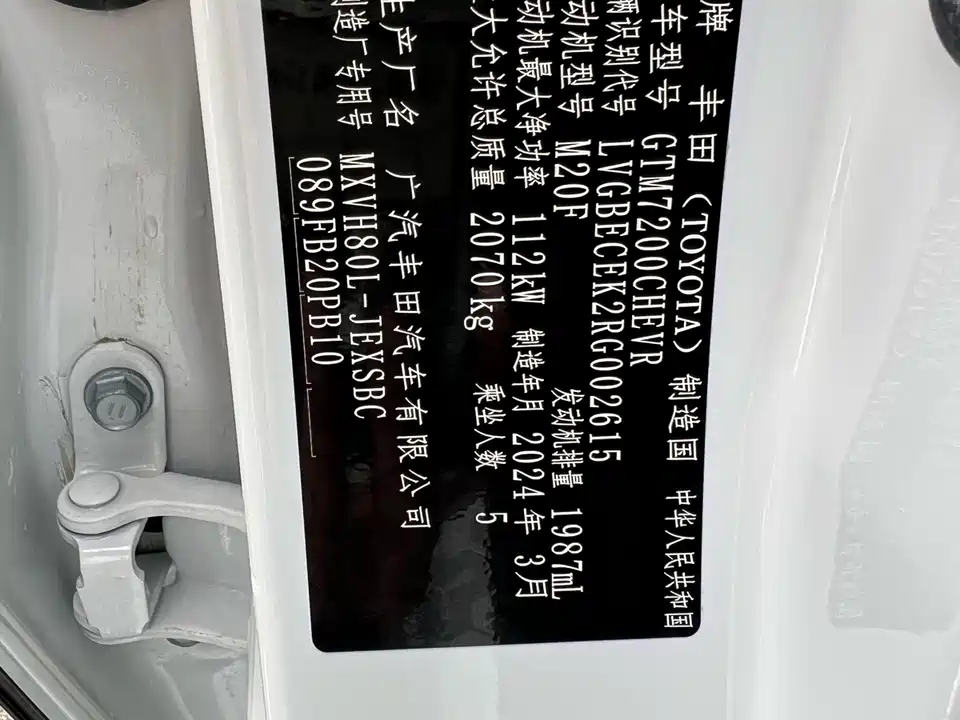 牌 丰田 (TOYOTA) 制造国 中华人民共和国
车型号 GTM7200CHEVR
辆识别代号 LVGBECEK2RG002615
动机型号 M20F 发动机排量 1987mL
动机最大净功率 112kW 制造年月 2024年 3月
大允许总质量 2070kg 乘坐人数 5
生产厂名 广汽丰田汽车有限公司
制造厂专用号 MXVH80L-JEXSBC
089FB20PB10